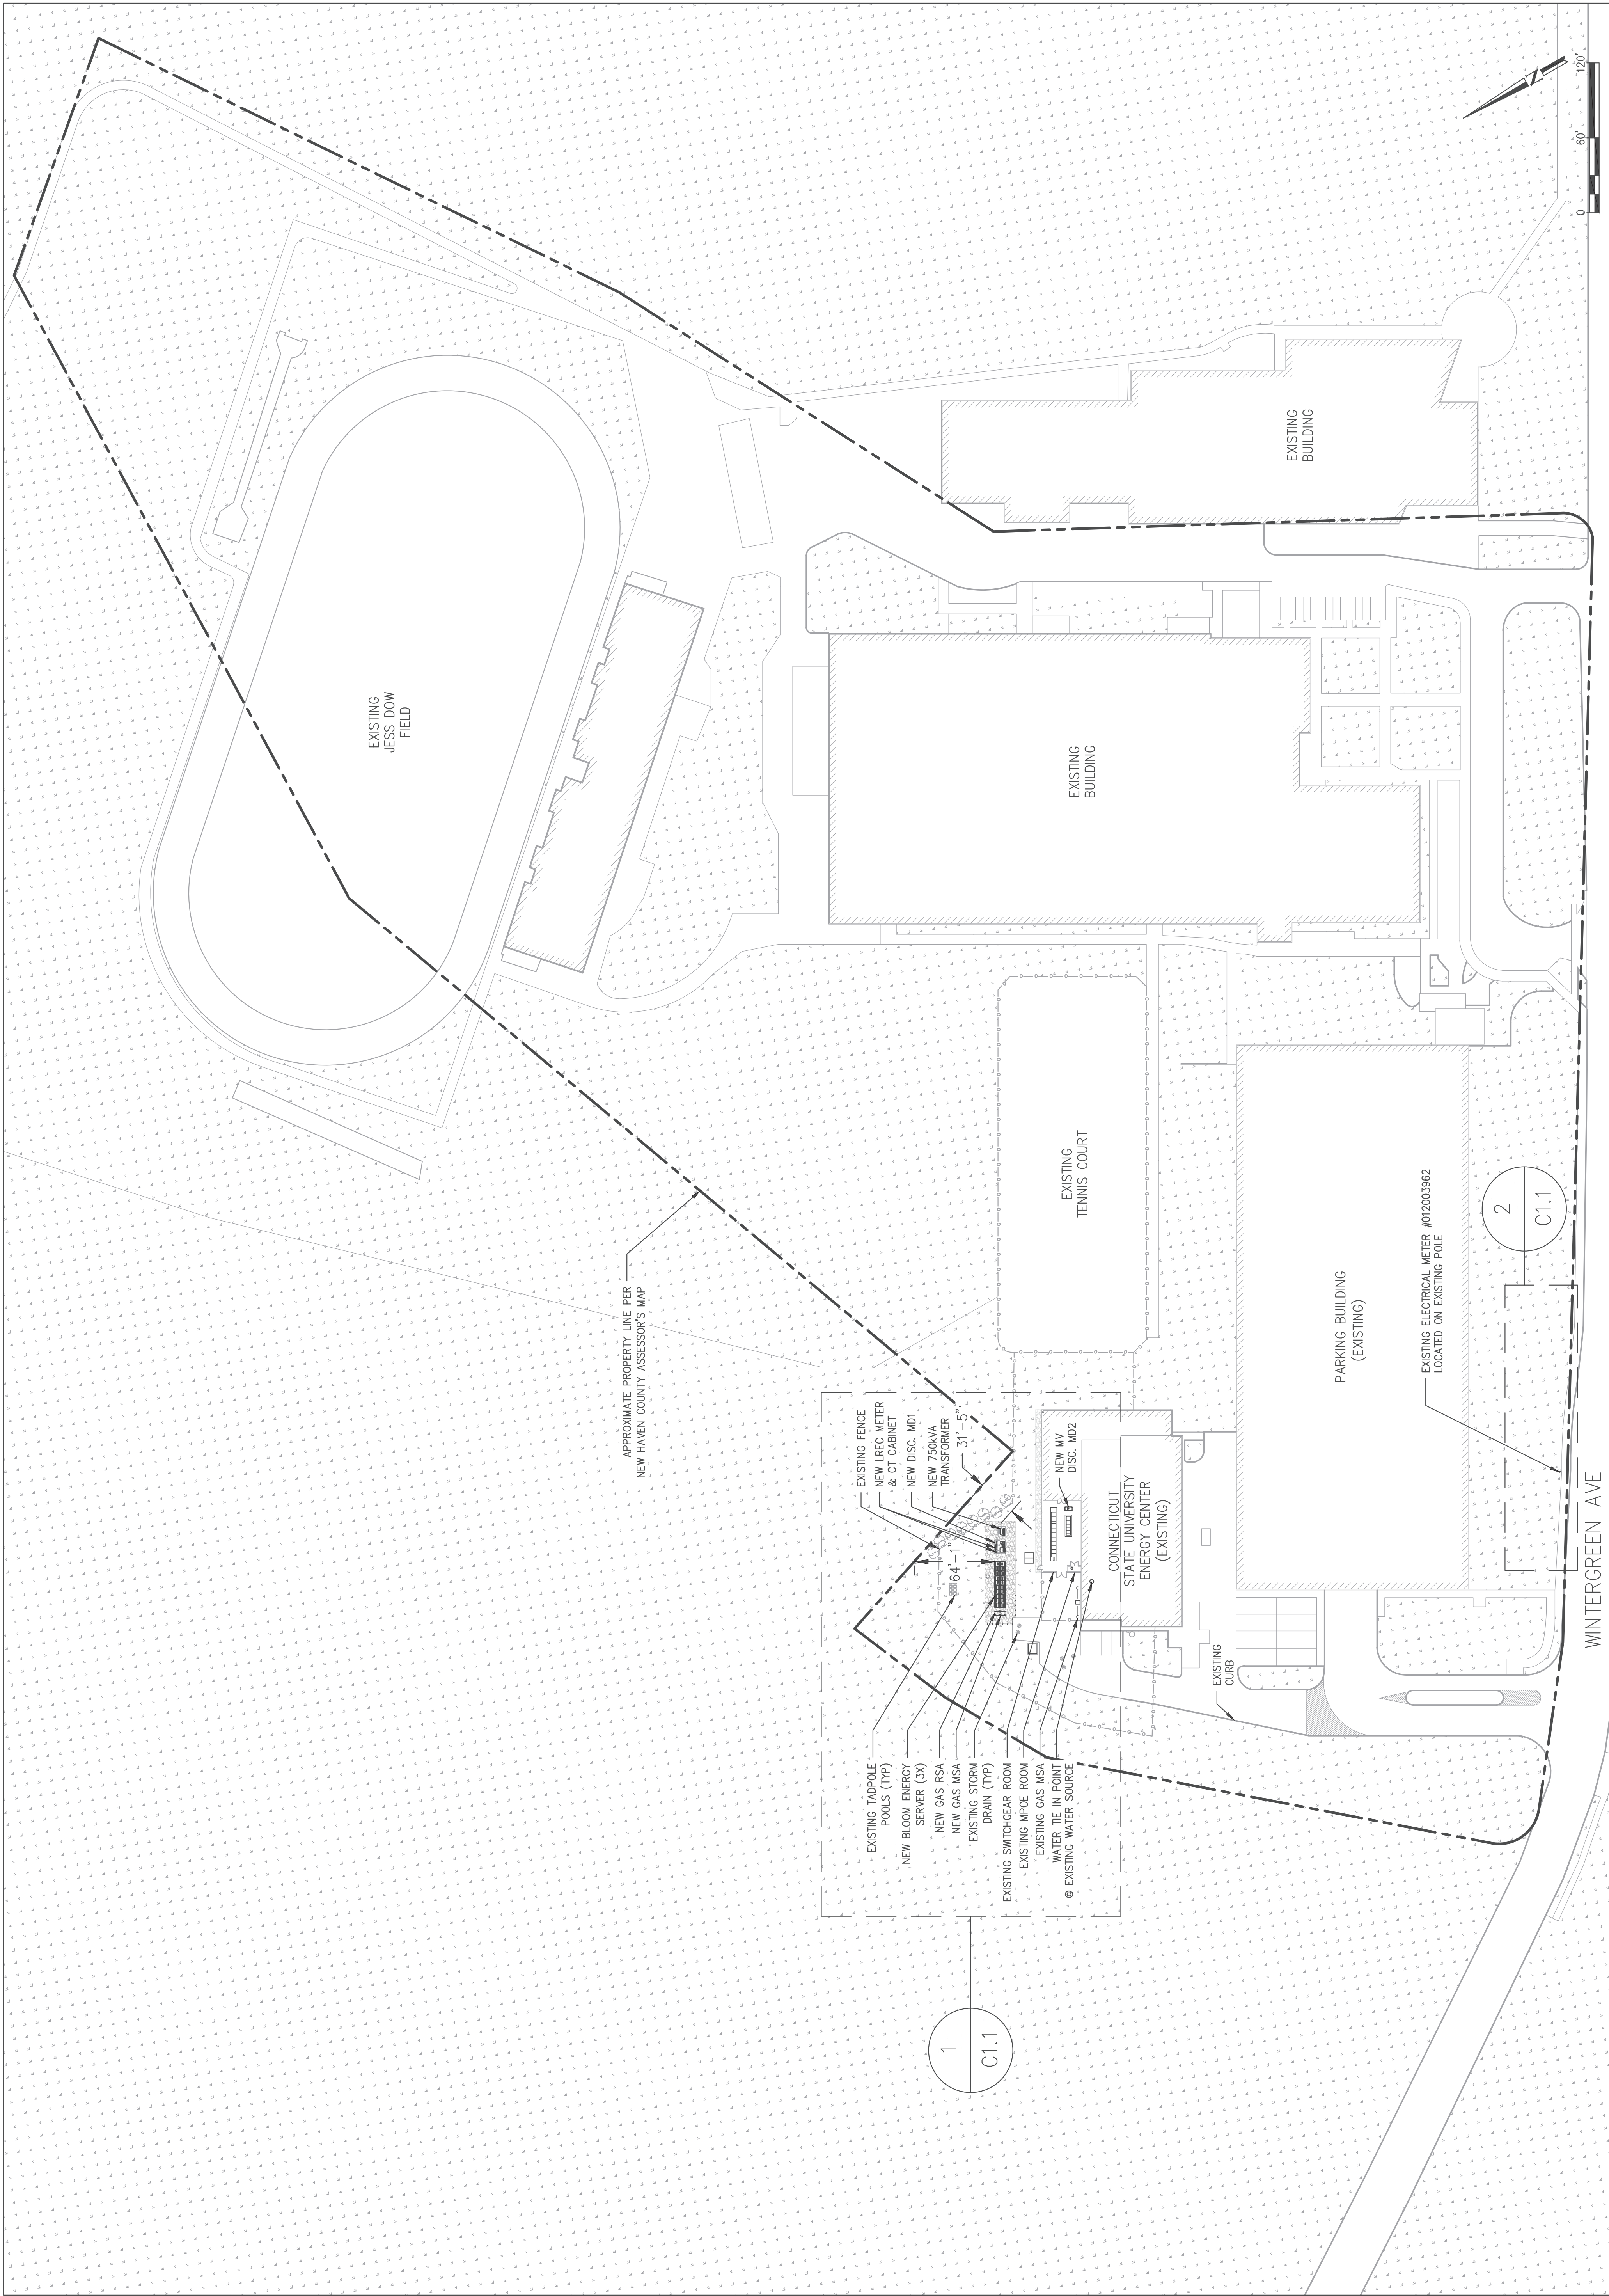 EXISTING
JESS DOW
FIELD
EXISTING
BUILDING
EXISTING
BUILDING
EXISTING
TENNIS COURT
APPROXIMATE PROPERTY LINE PER
NEW HAVEN COUNTY ASSESSOR'S MAP
EXISTING FENCE
NEW LREC METER
& CT CABINET
NEW DISC. MD1
NEW 750kVA
TRANSFORMER
31'-5"
64'-1"
NEW MV
DISC. MD2
CONNECTICUT
STATE UNIVERSITY
ENERGY CENTER
(EXISTING)
EXISTING TADPOLE
POOLS (TYP)
NEW BLOOM ENERGY
SERVER (3X)
NEW GAS RSA
NEW GAS MSA
EXISTING STORM
DRAIN (TYP)
EXISTING SWITCHGEAR ROOM
EXISTING MPOE ROOM
EXISTING GAS MSA
WATER TIE IN POINT
@ EXISTING WATER SOURCE
1
C1.1
EXISTING
CURB
PARKING BUILDING
(EXISTING)
EXISTING ELECTRICAL METER #012003962
LOCATED ON EXISTING POLE
2
C1.1
WINTERGREEN AVE
N
0
60'
120'